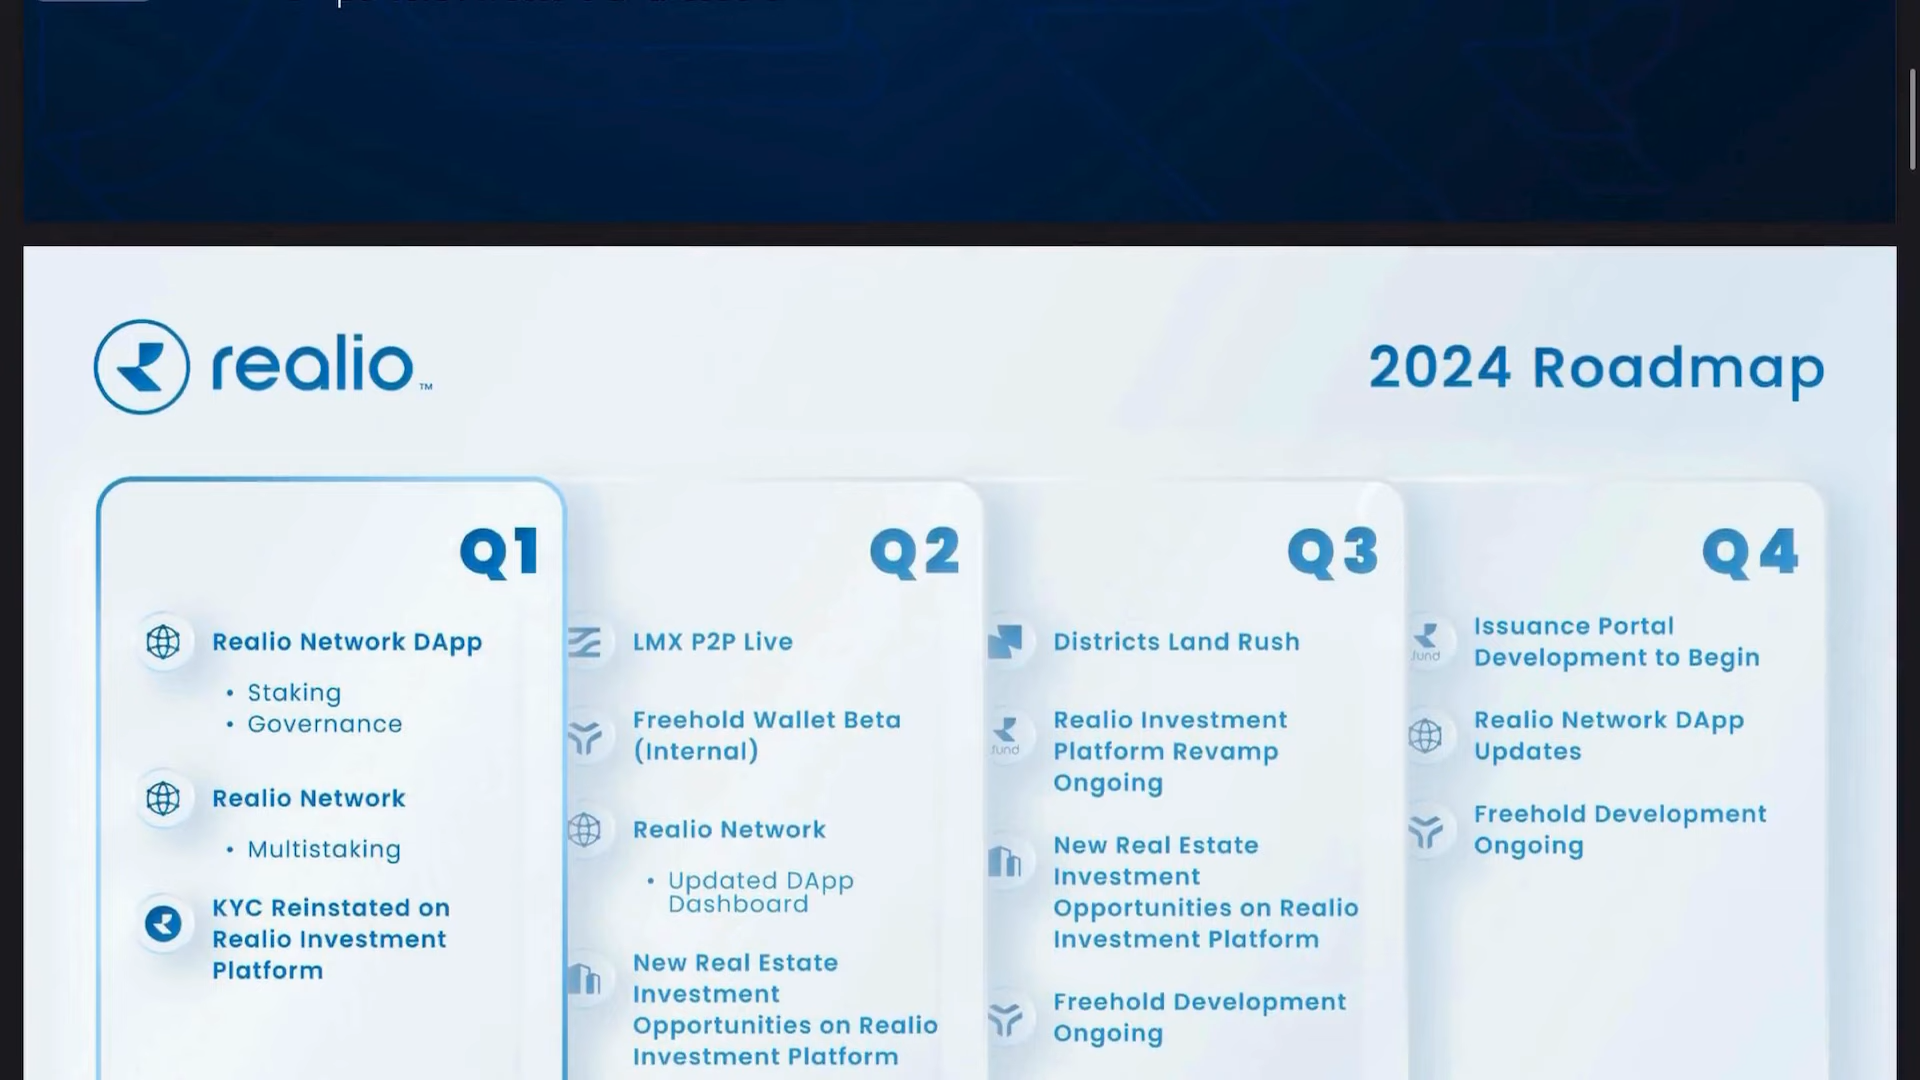 realio™
2024 Roadmap
Q1
Realio Network DApp
• Staking
• Governance
Realio Network
• Multistaking
KYC Reinstated on
Realio Investment
Platform
Q2
LMX P2P Live
Freehold Wallet Beta
(Internal)
Realio Network
• Updated DApp
Dashboard
New Real Estate
Investment
Opportunities on Realio
Investment Platform
Q3
Districts Land Rush
fund
Realio Investment
Platform Revamp
Ongoing
New Real Estate
Investment
Opportunities on Realio
Investment Platform
Freehold Development
Ongoing
Q4
fund
Issuance Portal
Development to Begin
Realio Network DApp
Updates
Freehold Development
Ongoing